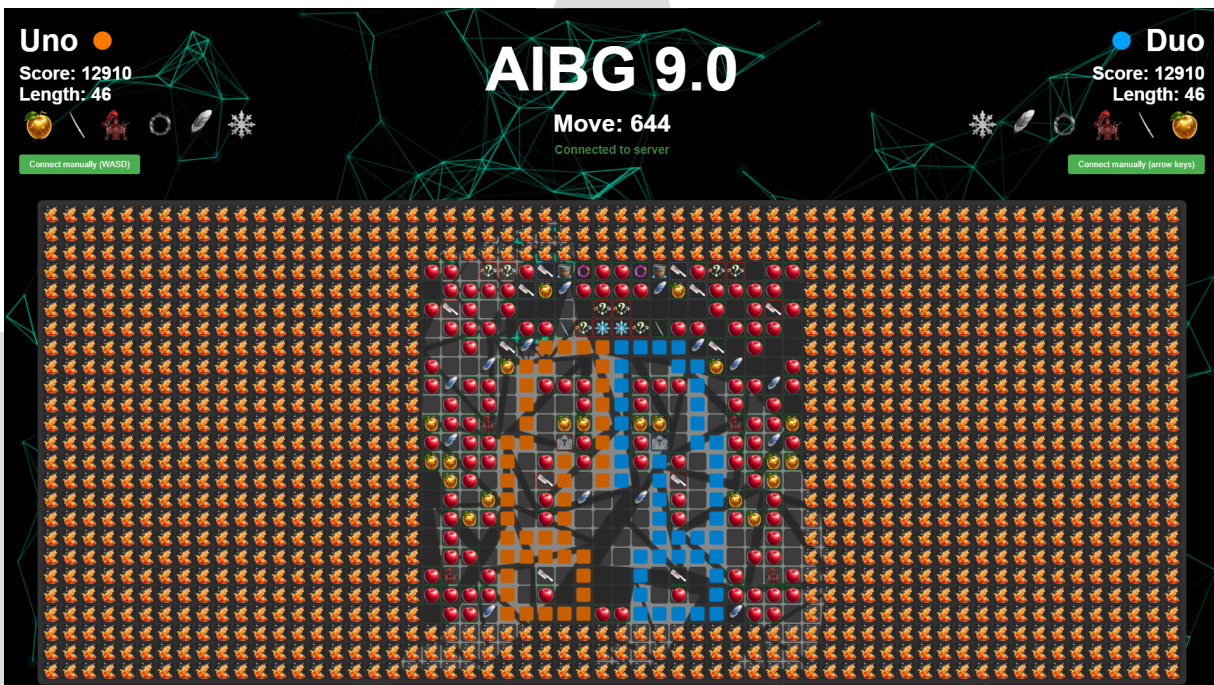 Uno
Score: 12910
Length: 46
Connect manually (WASD)
AIBG 9.0
Move: 644
Connected to server
Duo
Score: 12910
Length: 46
Connect manually (arrow keys)